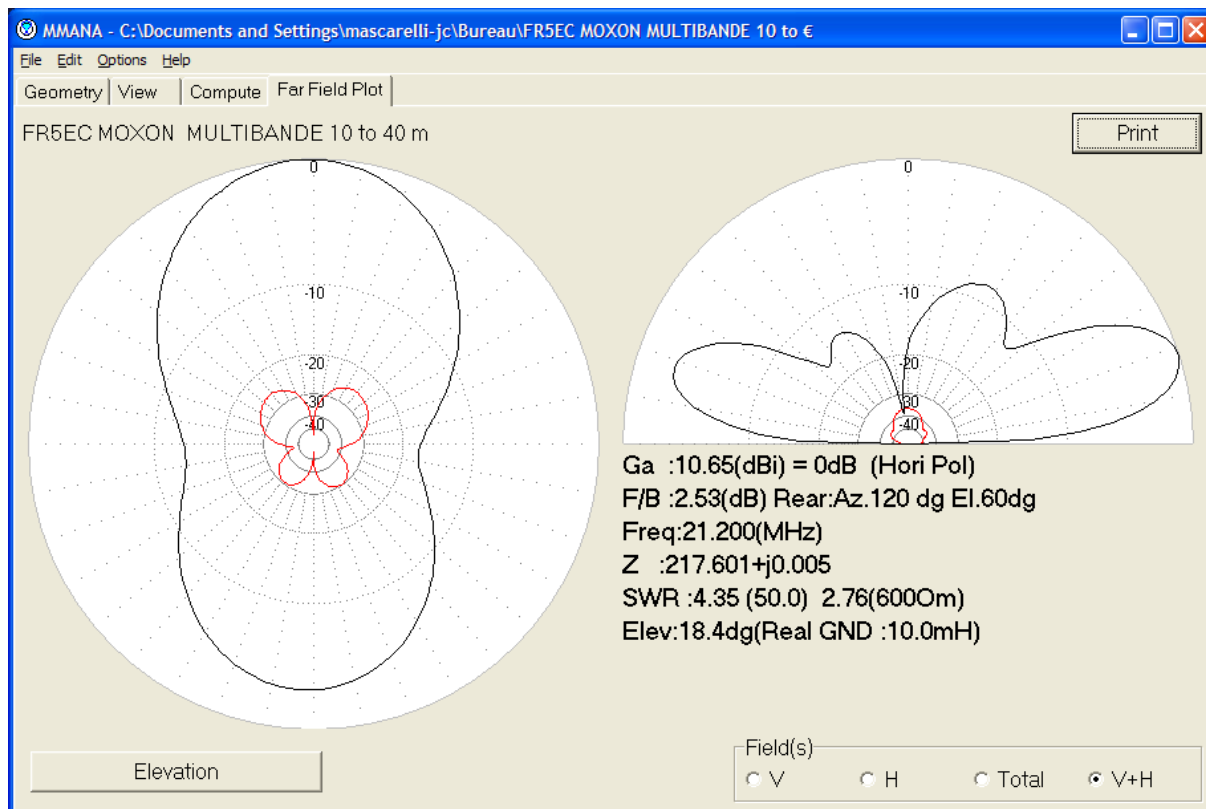 MMANA - C:\Documents and Settings\mascarelli-jc\Bureau\FR5EC MOXON MULTIBANDE 10 to €
File Edit Options Help
Geometry View Compute Far Field Plot
FR5EC MOXON MULTIBANDE 10 to 40 m
Print
0
-10
-20
-30
-40
0
-10
-20
-30
-40
Ga :10.65(dBi) = 0dB (Hori Pol)
F/B :2.53(dB) Rear:Az.120 dg El.60dg
Freq:21.200(MHz)
Z :217.601+j0.005
SWR :4.35 (50.0) 2.76(600Om)
Elev:18.4dg(Real GND :10.0mH)
Elevation
Field(s)
V H Total V+H